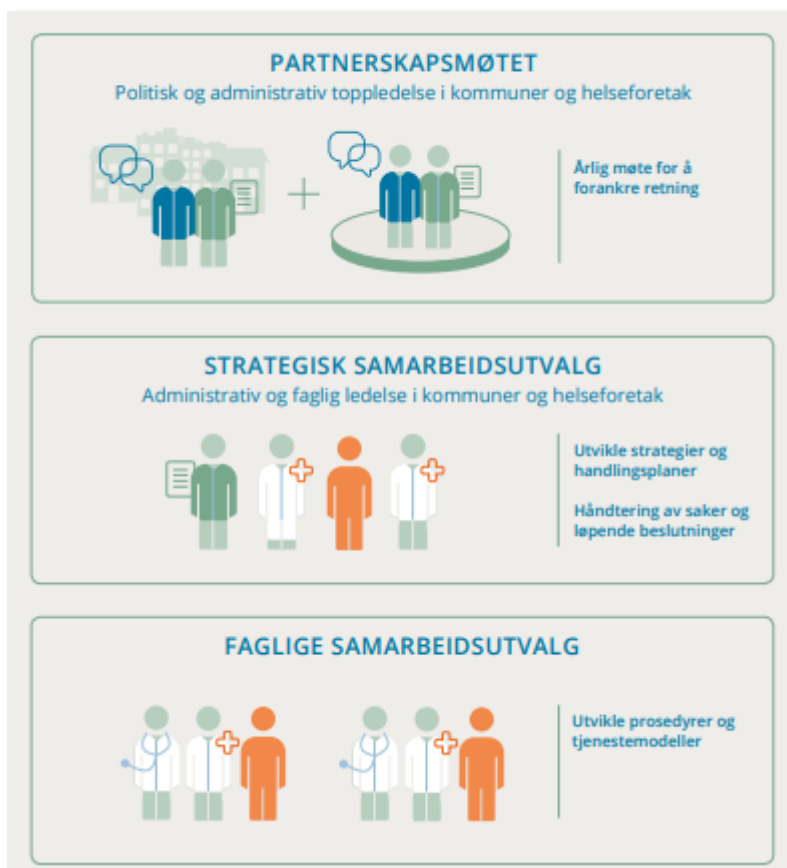 PARTNERSKAPSMØTET
Politisk og administrativ toppledelse i kommuner og helseforetak
Årlig møte for å
forankre retning
STRATEGISK SAMARBEIDSUTVALG
Administrativ og faglig ledelse i kommuner og helseforetak
Utvikle strategier og
handlingsplaner
Håndtering av saker og
løpende beslutninger
FAGLIGE SAMARBEIDSUTVALG
Utvikle prosedyrer og
tjenestemodeller